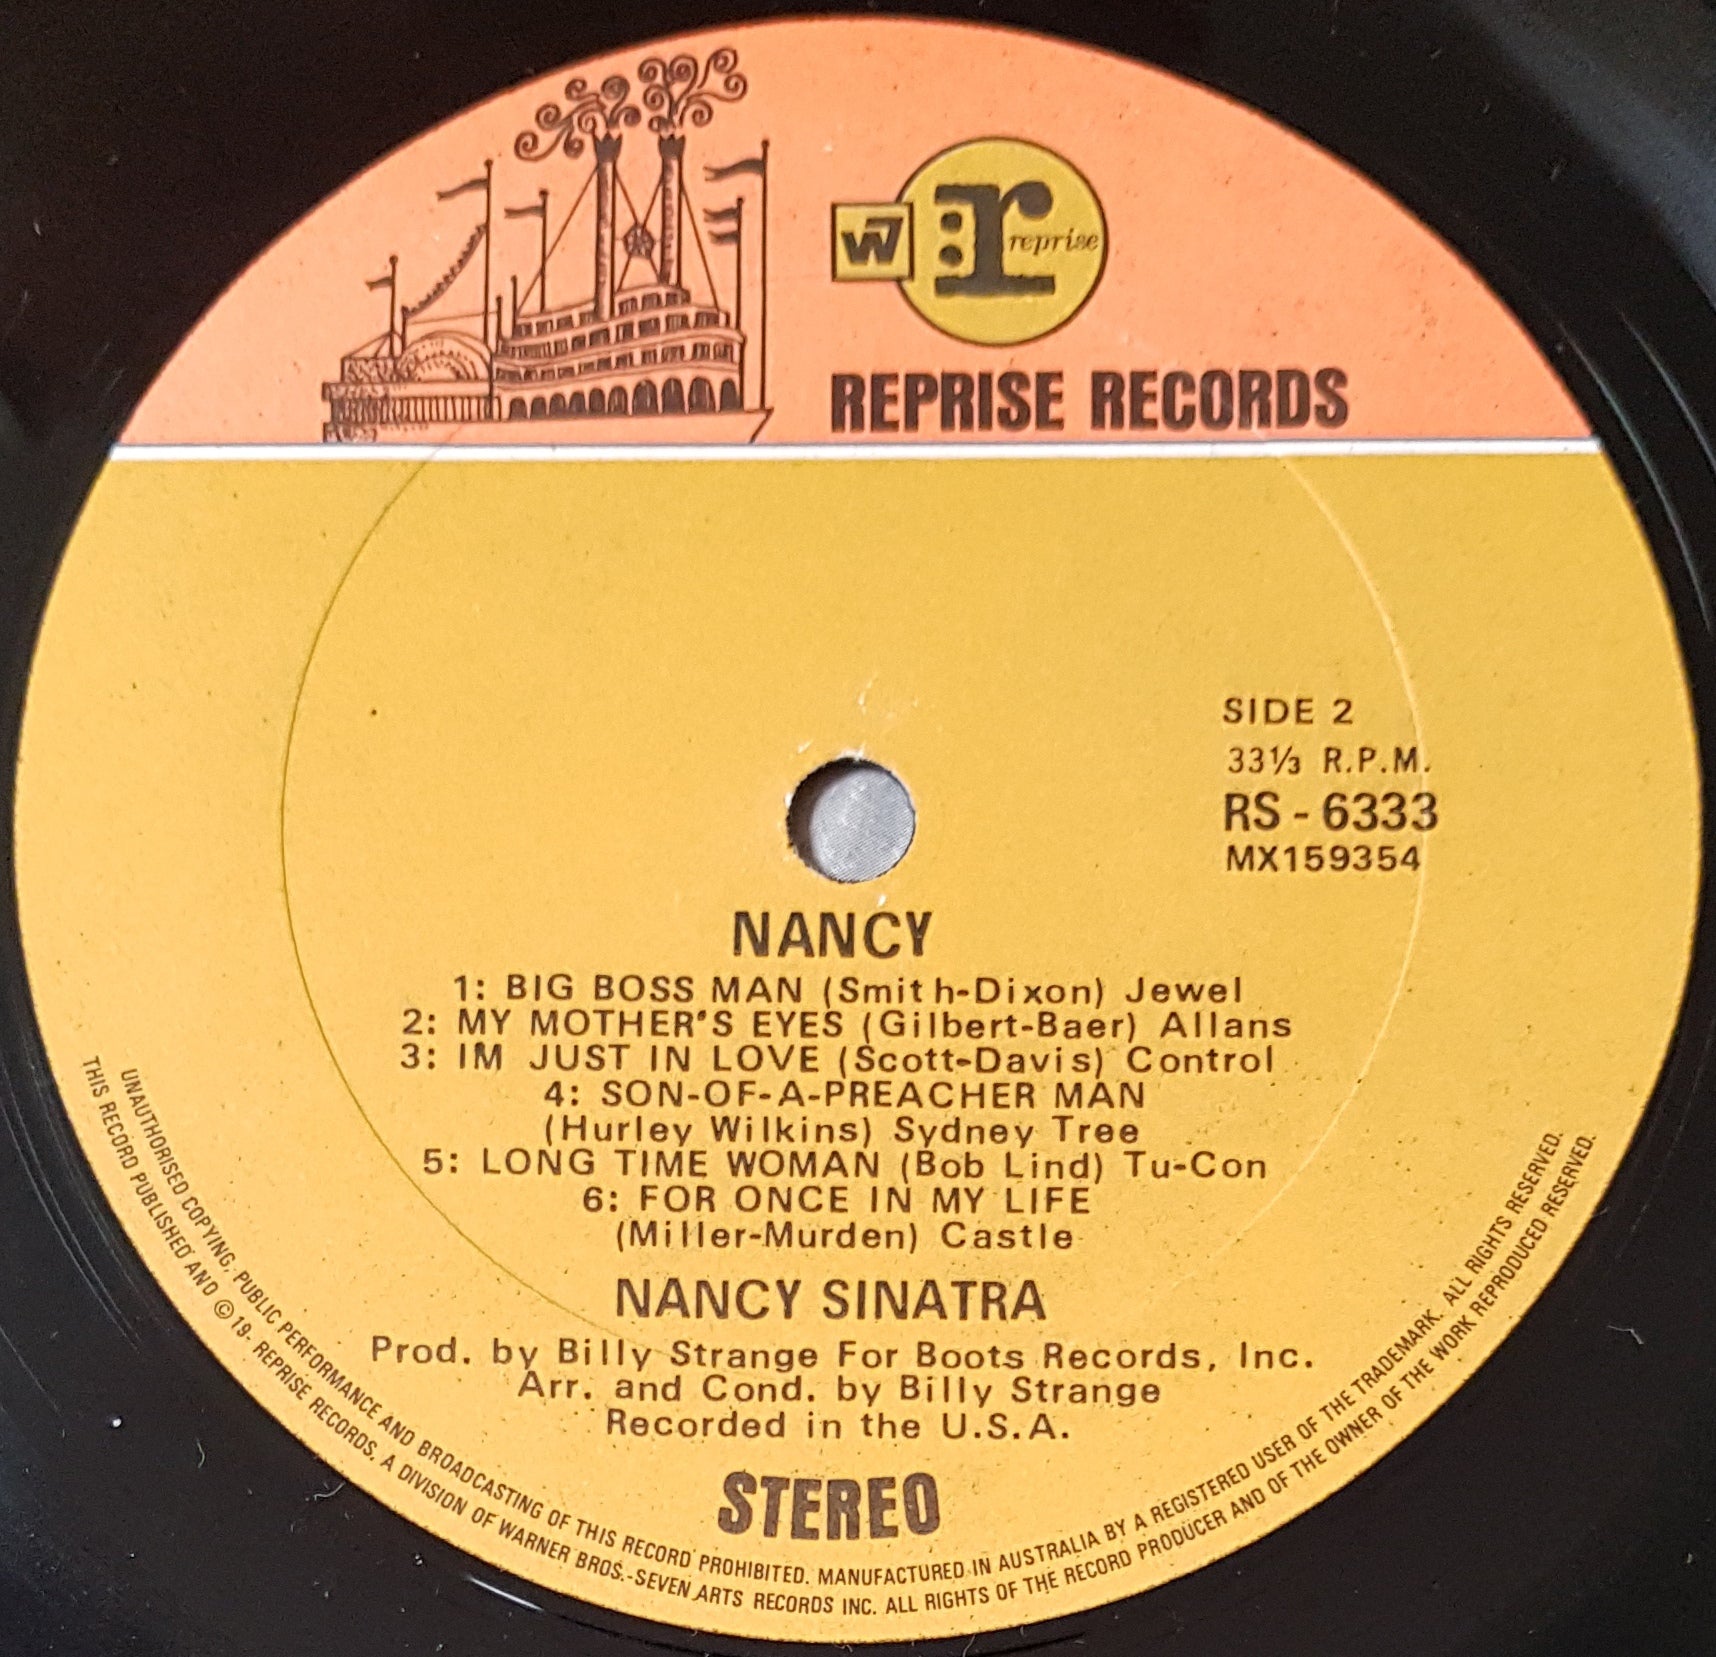 W7
r
reprise
REPRISE RECORDS
SIDE 2
33⅓ R.P.M.
RS - 6333
MX159354
NANCY
1: BIG BOSS MAN (Smith-Dixon) Jewel
2: MY MOTHER'S EYES (Gilbert-Baer) Allans
3: IM JUST IN LOVE (Scott-Davis) Control
4: SON-OF-A-PREACHER MAN
(Hurley Wilkins) Sydney Tree
5: LONG TIME WOMAN (Bob Lind) Tu-Con
6: FOR ONCE IN MY LIFE
(Miller-Murden) Castle
NANCY SINATRA
Prod. by Billy Strange For Boots Records, Inc.
Arr. and Cond. by Billy Strange
Recorded in the U.S.A.
STEREO
UNAUTHORISED COPYING, PUBLIC PERFORMANCE AND BROADCASTING OF THIS RECORD PROHIBITED. MANUFACTURED IN AUSTRALIA BY A REGISTERED USER OF THE TRADEMARK. ALL RIGHTS RESERVED.
THIS RECORD PUBLISHED AND © 19- REPRISE RECORDS. A DIVISION OF WARNER BROS.-SEVEN ARTS RECORDS INC. ALL RIGHTS OF THE RECORD PRODUCER AND OF THE OWNER OF THE WORK REPRODUCED RESERVED.